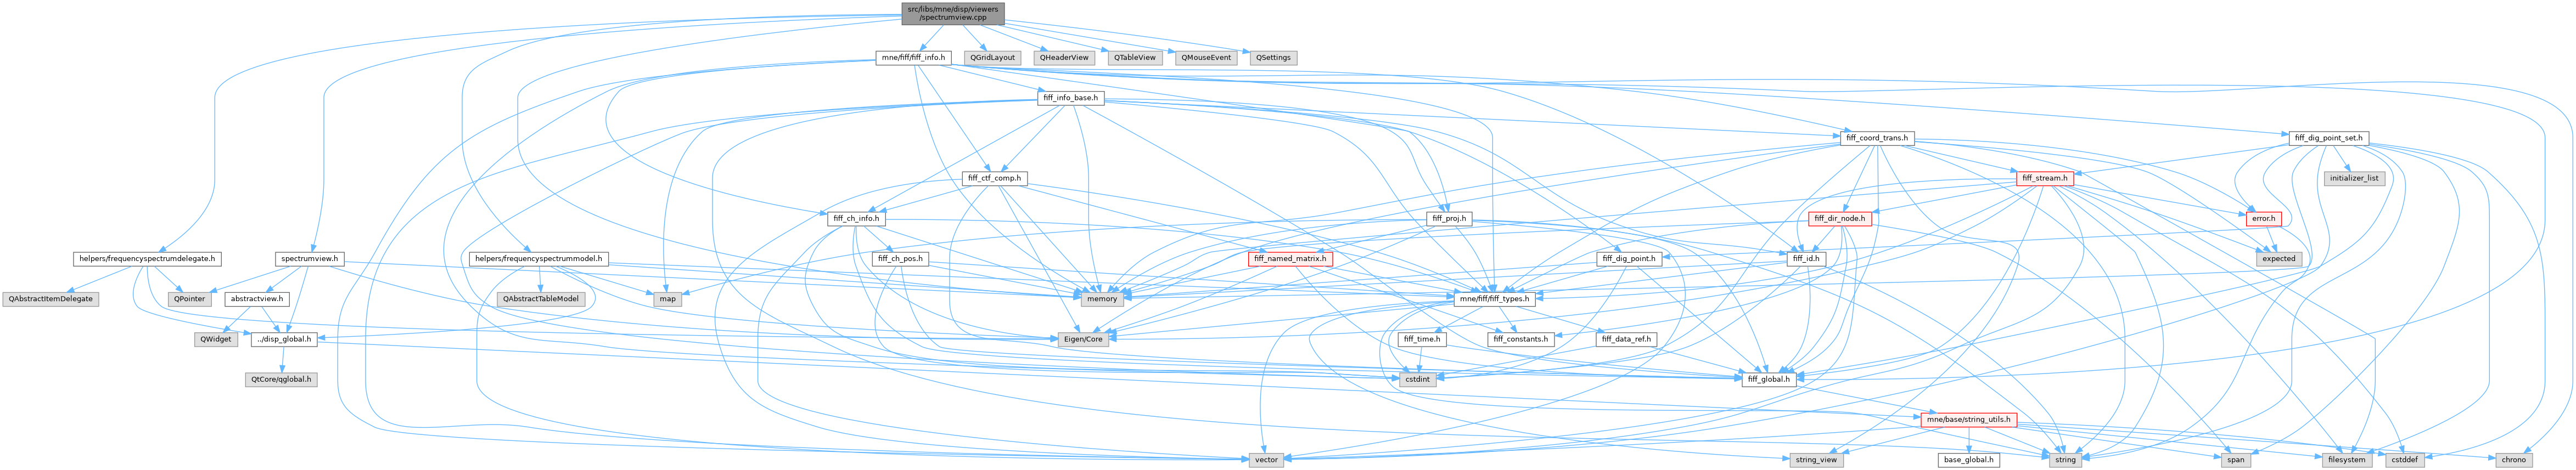 src/libs/mne/disp/viewers
/spectrumview.cpp
mne/fiff/fiff_info.h
QGridLayout
QHeaderView
QTableView
QMouseEvent
QSettings
fiff_info_base.h
fiff_coord_trans.h
fiff_dig_point_set.h
fiff_ctf_comp.h
fiff_stream.h
initializer_list
fiff_ch_info.h
fiff_proj.h
fiff_dir_node.h
error.h
helpers/frequencyspectrumdelegate.h
spectrumview.h
helpers/frequencyspectrummodel.h
fiff_ch_pos.h
fiff_named_matrix.h
fiff_dig_point.h
fiff_id.h
expected
QAbstractItemDelegate
QPointer
abstractview.h
QAbstractTableModel
map
memory
mne/fiff/fiff_types.h
QWidget
../disp_global.h
Eigen/Core
fiff_time.h
fiff_constants.h
fiff_data_ref.h
QtCore/qglobal.h
cstdint
fiff_global.h
mne/base/string_utils.h
vector
string_view
base_global.h
string
span
filesystem
cstddef
chrono